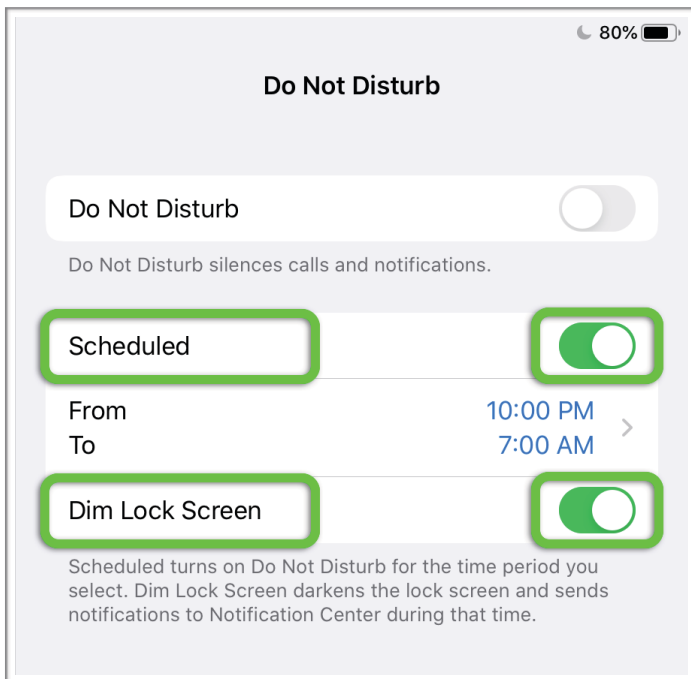 80%
Do Not Disturb
Do Not Disturb
Do Not Disturb silences calls and notifications.
Scheduled
From 10:00 PM
To 7:00 AM
Dim Lock Screen
Scheduled turns on Do Not Disturb for the time period you
select. Dim Lock Screen darkens the lock screen and sends
notifications to Notification Center during that time.